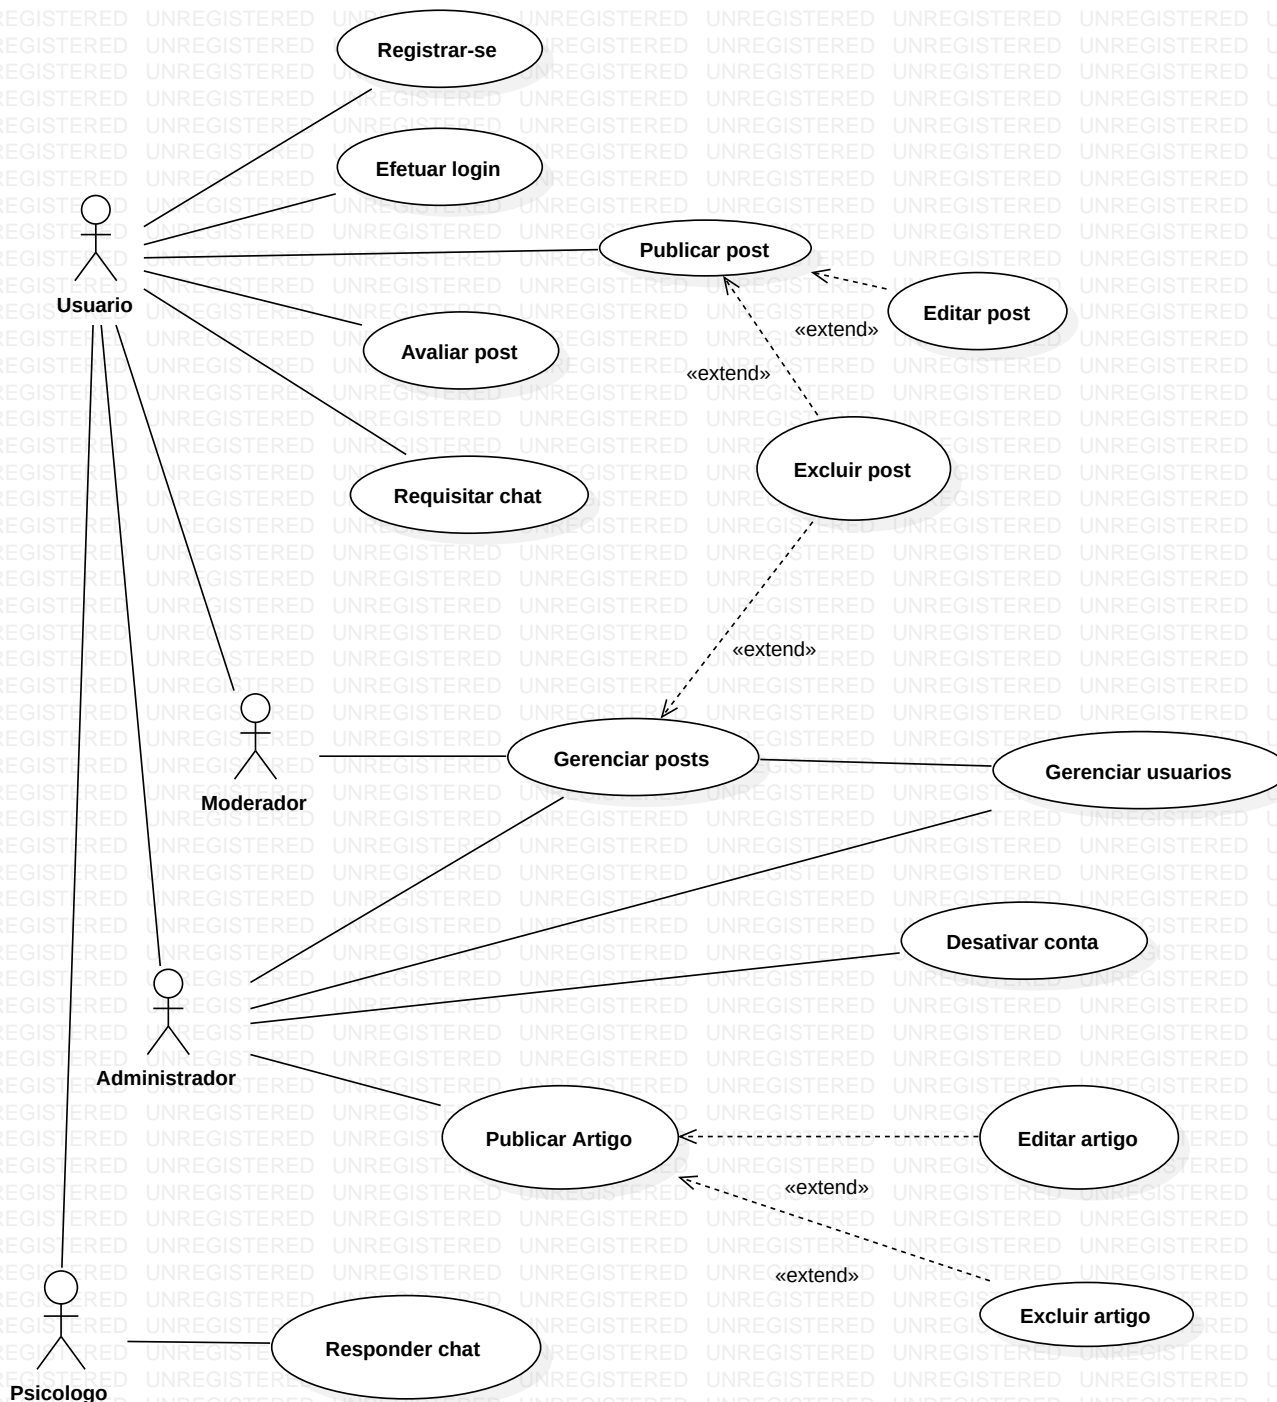 Registrar-se
Efetuar login
Publicar post
Usuario
Editar post
«extend»
Avaliar post
«extend»
Excluir post
Requisitar chat
«extend»
Gerenciar posts
Gerenciar usuarios
Moderador
Desativar conta
Administrador
Publicar Artigo
Editar artigo
«extend»
«extend»
Excluir artigo
Responder chat
Psicologo
UNREGISTERED